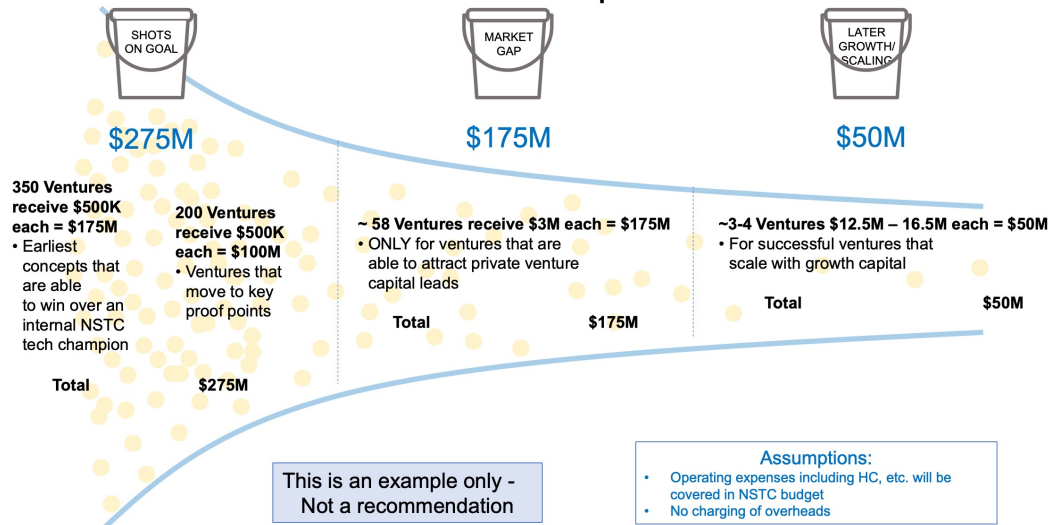 SHOTS
ON GOAL
MARKET
GAP
LATER
GROWTH/
SCALING
$275M
$175M
$50M
350 Ventures
receive $500K
each = $175M
• Earliest
concepts that
are able
to win over an
internal NSTC
tech champion
200 Ventures
receive $500K
each = $100M
• Ventures that
move to key
proof points
Total $275M
~ 58 Ventures receive $3M each = $175M
• ONLY for ventures that are
able to attract private venture
capital leads
Total $175M
~3-4 Ventures $12.5M – 16.5M each = $50M
• For successful ventures that
scale with growth capital
Total $50M
This is an example only -
Not a recommendation
Assumptions:
• Operating expenses including HC, etc. will be
covered in NSTC budget
• No charging of overheads